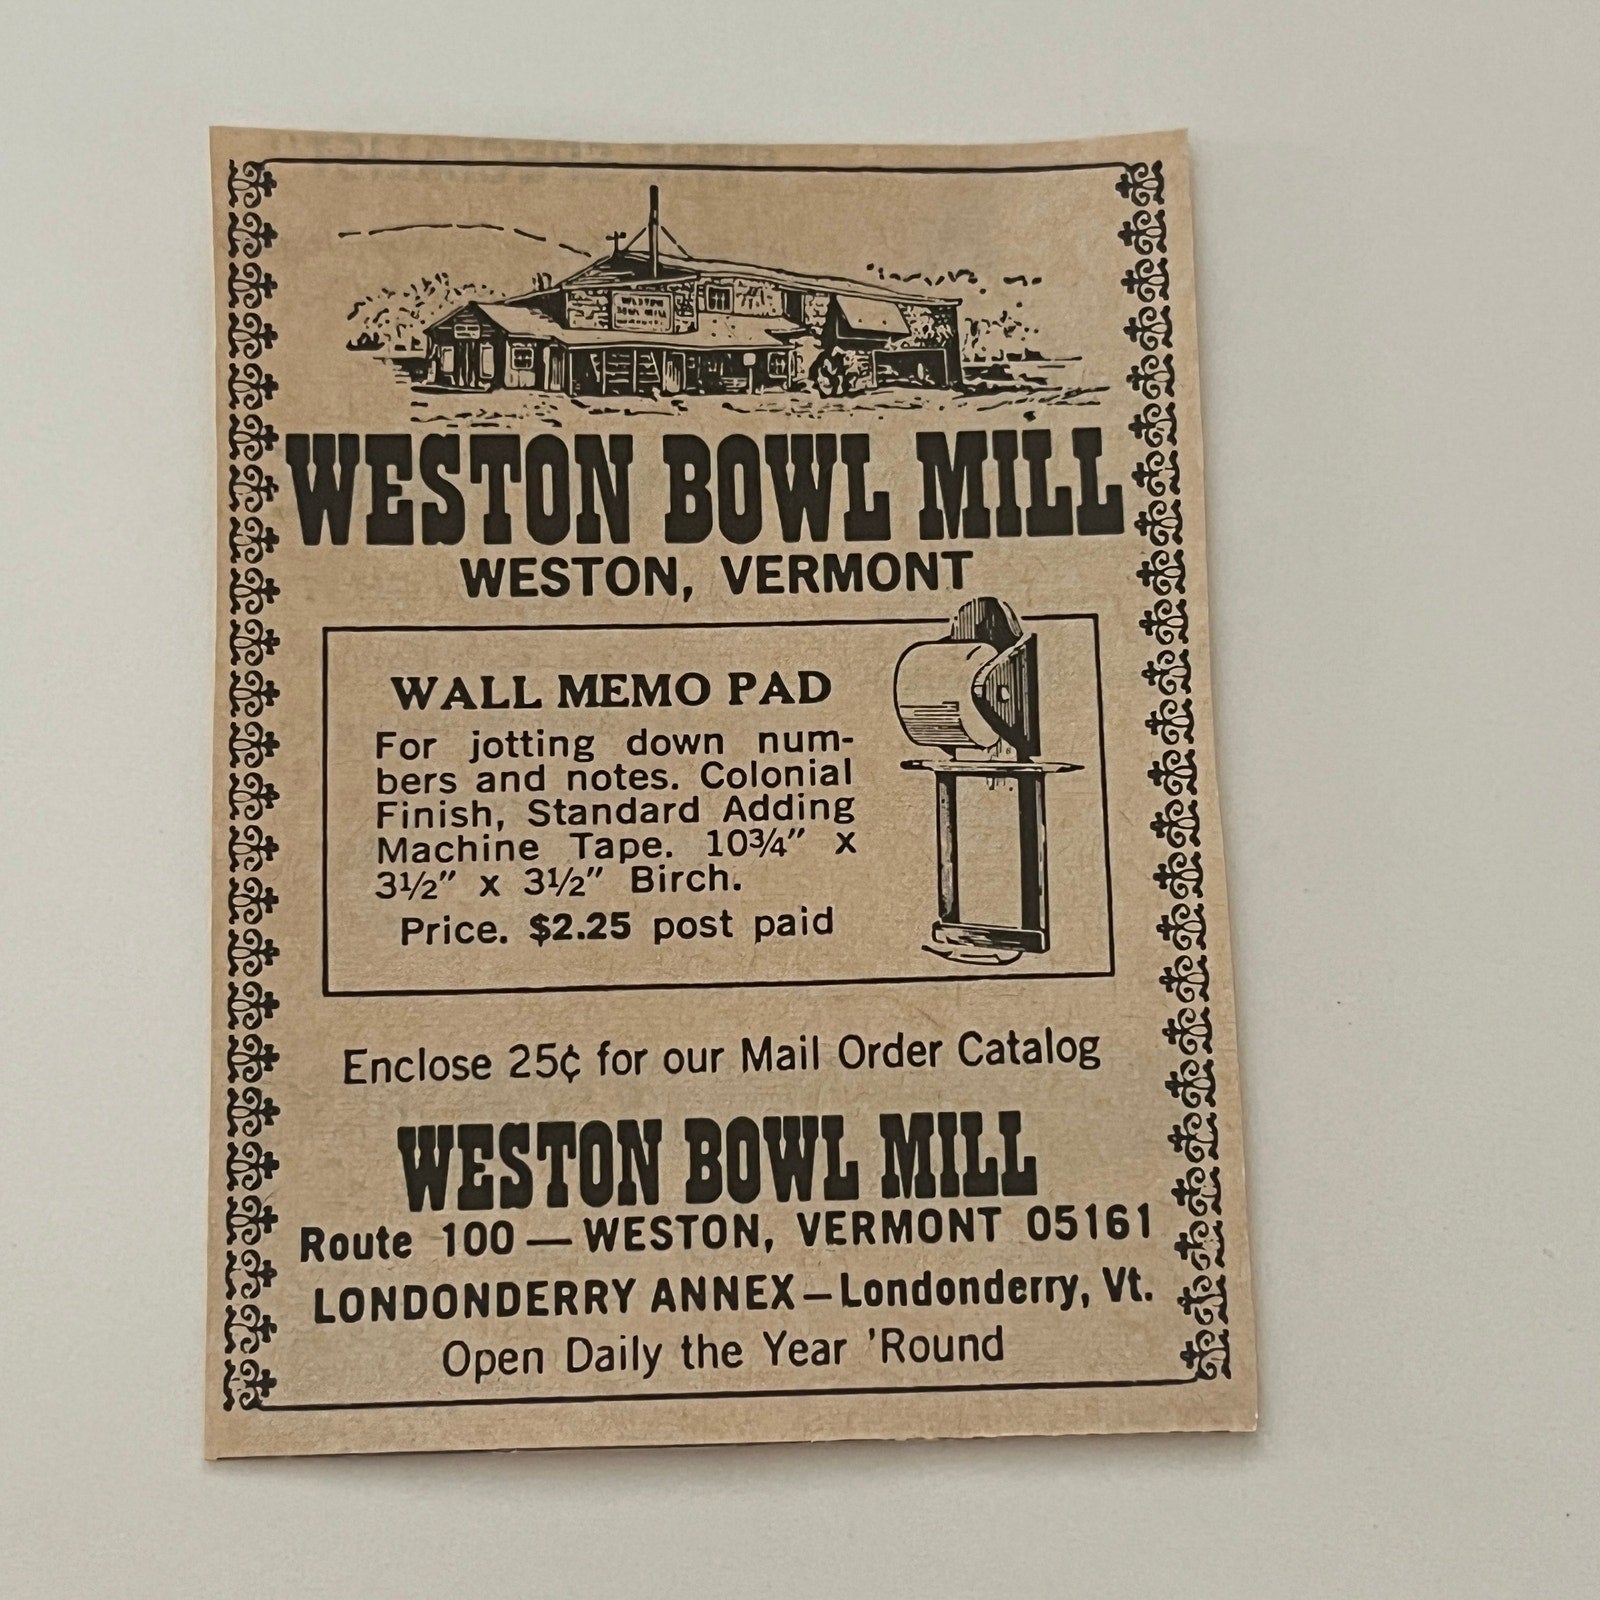 WESTON
BOWL MILL
WESTON BOWL MILL
WESTON, VERMONT
WALL MEMO PAD
For jotting down num-
bers and notes. Colonial
Finish, Standard Adding
Machine Tape. 10¾" x
3½" x 3½" Birch.
Price. $2.25 post paid
Enclose 25¢ for our Mail Order Catalog
WESTON BOWL MILL
Route 100 — WESTON, VERMONT 05161
LONDONDERRY ANNEX — Londonderry, Vt.
Open Daily the Year 'Round